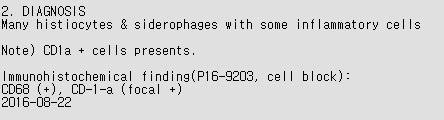 2. DIAGNOSIS
Many histiocytes & siderophages with some inflammatory cells
Note) CD1a + cells presents.
Immunohistochemical finding(P16-9203, cell block):
CD68 (+), CD-1-a (focal +)
2016-08-22